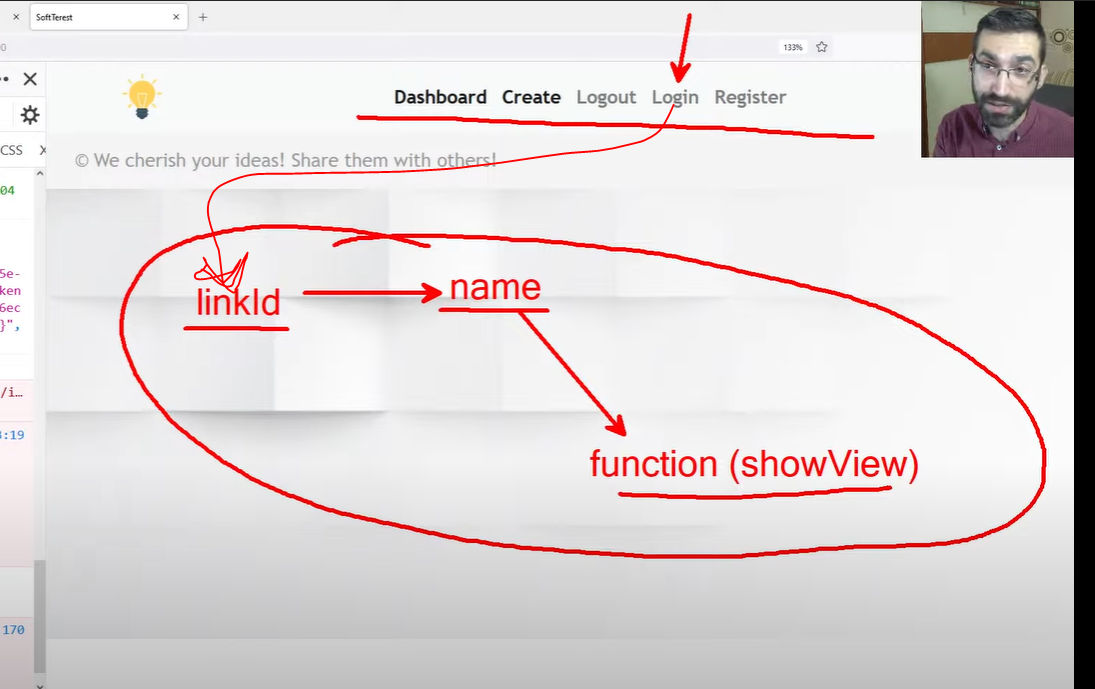 SoftTerest
0
133%
Dashboard Create Logout Login Register
CSS
© We cherish your ideas! Share them with others!
04
5e-
ken
6ec
}",
linkId
name
/i…
:19
function (showView)
170